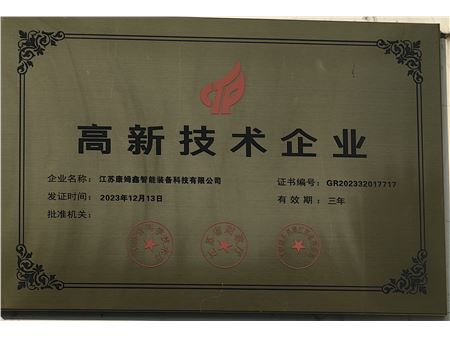 高新技术企业
企业名称：江苏康姆鑫智能装备科技有限公司
证书编号：GR202332017717
发证时间：2023年12月13日
有效期：三年
批准机关：